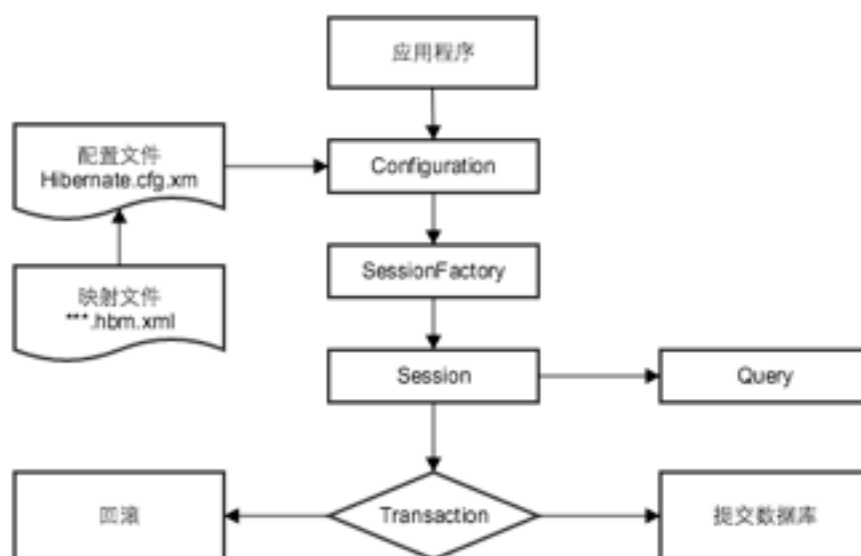 应用程序
配置文件
Hibernate.cfg.xm
Configuration
SessionFactory
映射文件
***.hbm.xml
Session
Query
回滚
Transaction
提交数据库